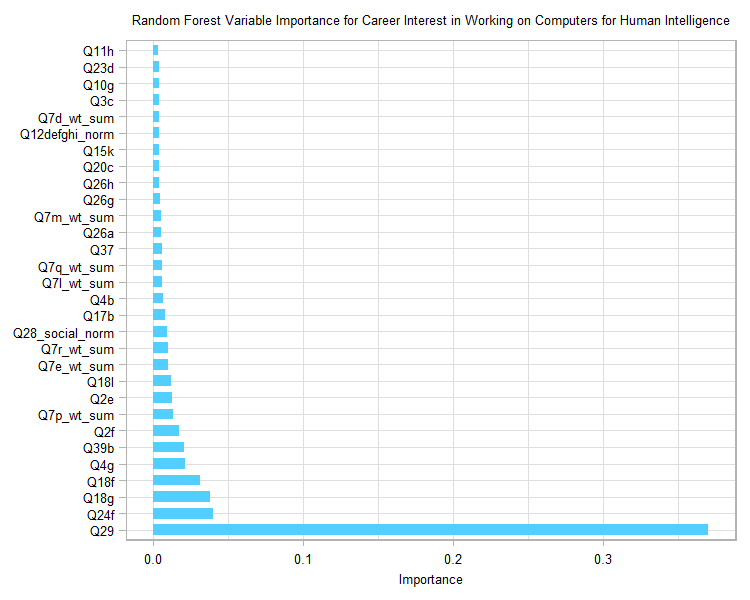 Random Forest Variable Importance for Career Interest in Working on Computers for Human Intelligence
Q11h
Q23d
Q10g
Q3c
Q7d_wt_sum
Q12defghi_norm
Q15k
Q20c
Q26h
Q26g
Q7m_wt_sum
Q26a
Q37
Q7q_wt_sum
Q7l_wt_sum
Q4b
Q17b
Q28_social_norm
Q7r_wt_sum
Q7e_wt_sum
Q18l
Q2e
Q7p_wt_sum
Q2f
Q39b
Q4g
Q18f
Q18g
Q24f
Q29
0.0 0.1 0.2 0.3
Importance